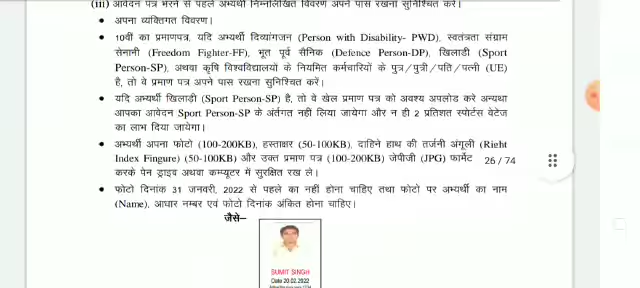 (iii) आवेदन पत्र भरने से पहले अभ्यर्थी निम्नलिखित विवरण अपने पास रखना सुनिश्चित करें।
• अपना व्यक्तिगत विवरण।
• 10वीं का प्रमाणपत्र, यदि अभ्यर्थी दिव्यांगजन (Person with Disability- PWD), स्वतंत्रता संग्राम
सेनानी (Freedom Fighter-FF), भूत पूर्व सैनिक (Defence Person-DP), खिलाड़ी (Sport
Person-SP), अथवा कृषि विश्वविद्यालयों के नियमित कर्मचारियों के पुत्र/पुत्री/पति/पत्नी (UE)
है, तो वे प्रमाण पत्र अपने पास रखना सुनिश्चित करें।
• यदि अभ्यर्थी खिलाड़ी (Sport Person-SP) है, तो वे खेल प्रमाण पत्र को अवश्य अपलोड करे अन्यथा
आपका आवेदन Sport Person-SP के अंर्तगत नहीं लिया जायेगा और न ही 2 प्रतिशत स्पोर्टस वेटेज
का लाभ दिया जायेगा।
• अभ्यर्थी अपना फोटो (100-200KB), हस्ताक्षर (50-100KB), दाहिने हाथ की तर्जनी अंगूली (Right
Index Fingure) (50-100KB) और उक्त प्रमाण पत्र (100-200KB) जेपीजी (JPG) फार्मेट
26 / 74
करके पेन ड्राइव अथवा कम्प्यूटर में सुरक्षित रख ले।
• फोटो दिनांक 31 जनवरी, 2022 से पहले का नहीं होना चाहिए तथा फोटो पर अभ्यर्थी का नाम
(Name), आधार नम्बर एवं फोटो दिनांक अंकित होना चाहिए।
जैसे–
SUMIT SINGH
Date 20.02.2022